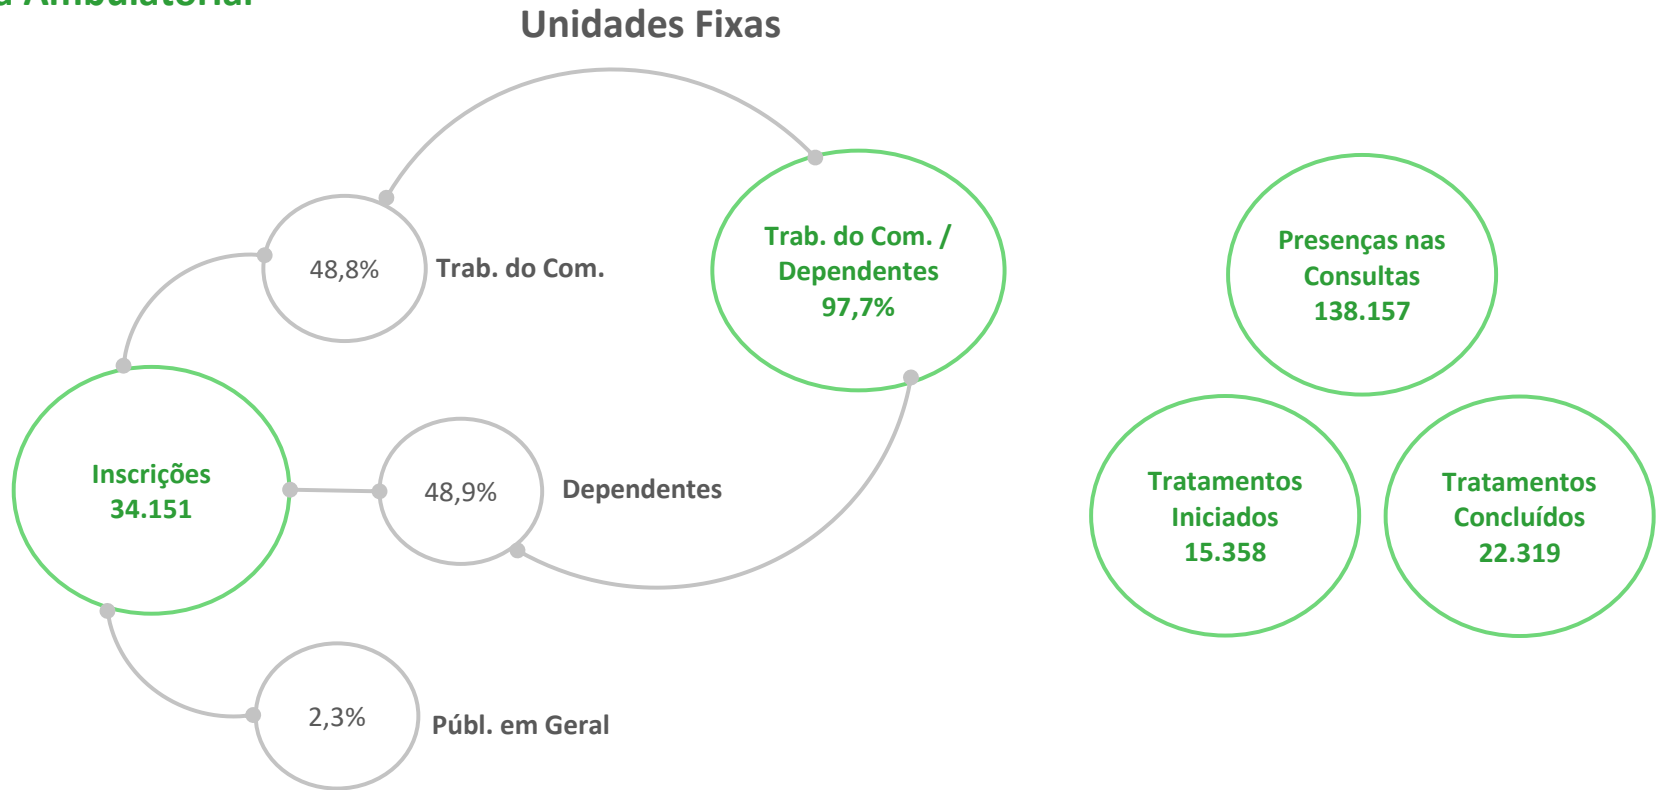 Ambulatorial
Unidades Fixas
48,8%
Trab. do Com.
Trab. do Com. /
Dependentes
97,7%
Inscrições
34.151
48,9%
Dependentes
2,3%
Públ. em Geral
Presenças nas
Consultas
138.157
Tratamentos
Iniciados
15.358
Tratamentos
Concluídos
22.319